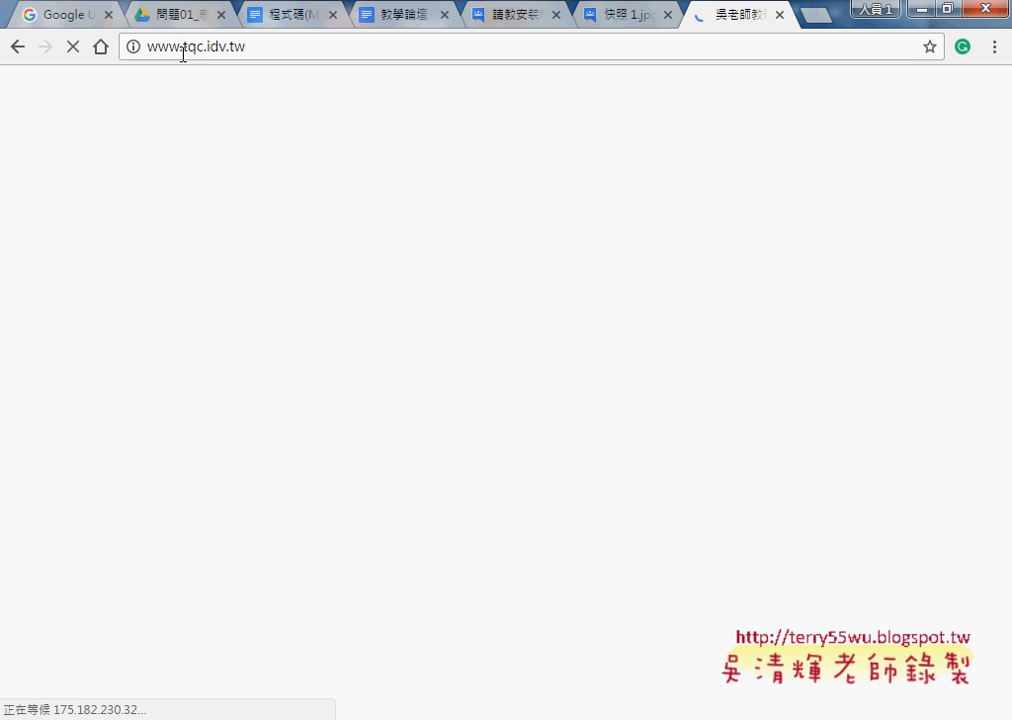 Google U
問題01_
程式碼(M
教學論壇
請教安裝
快照 1.jpg
吳老師教
人員 1
www.tqc.idv.tw
http://terry55wu.blogspot.tw
吳清輝老師錄製
正在等候 175.182.230.32...